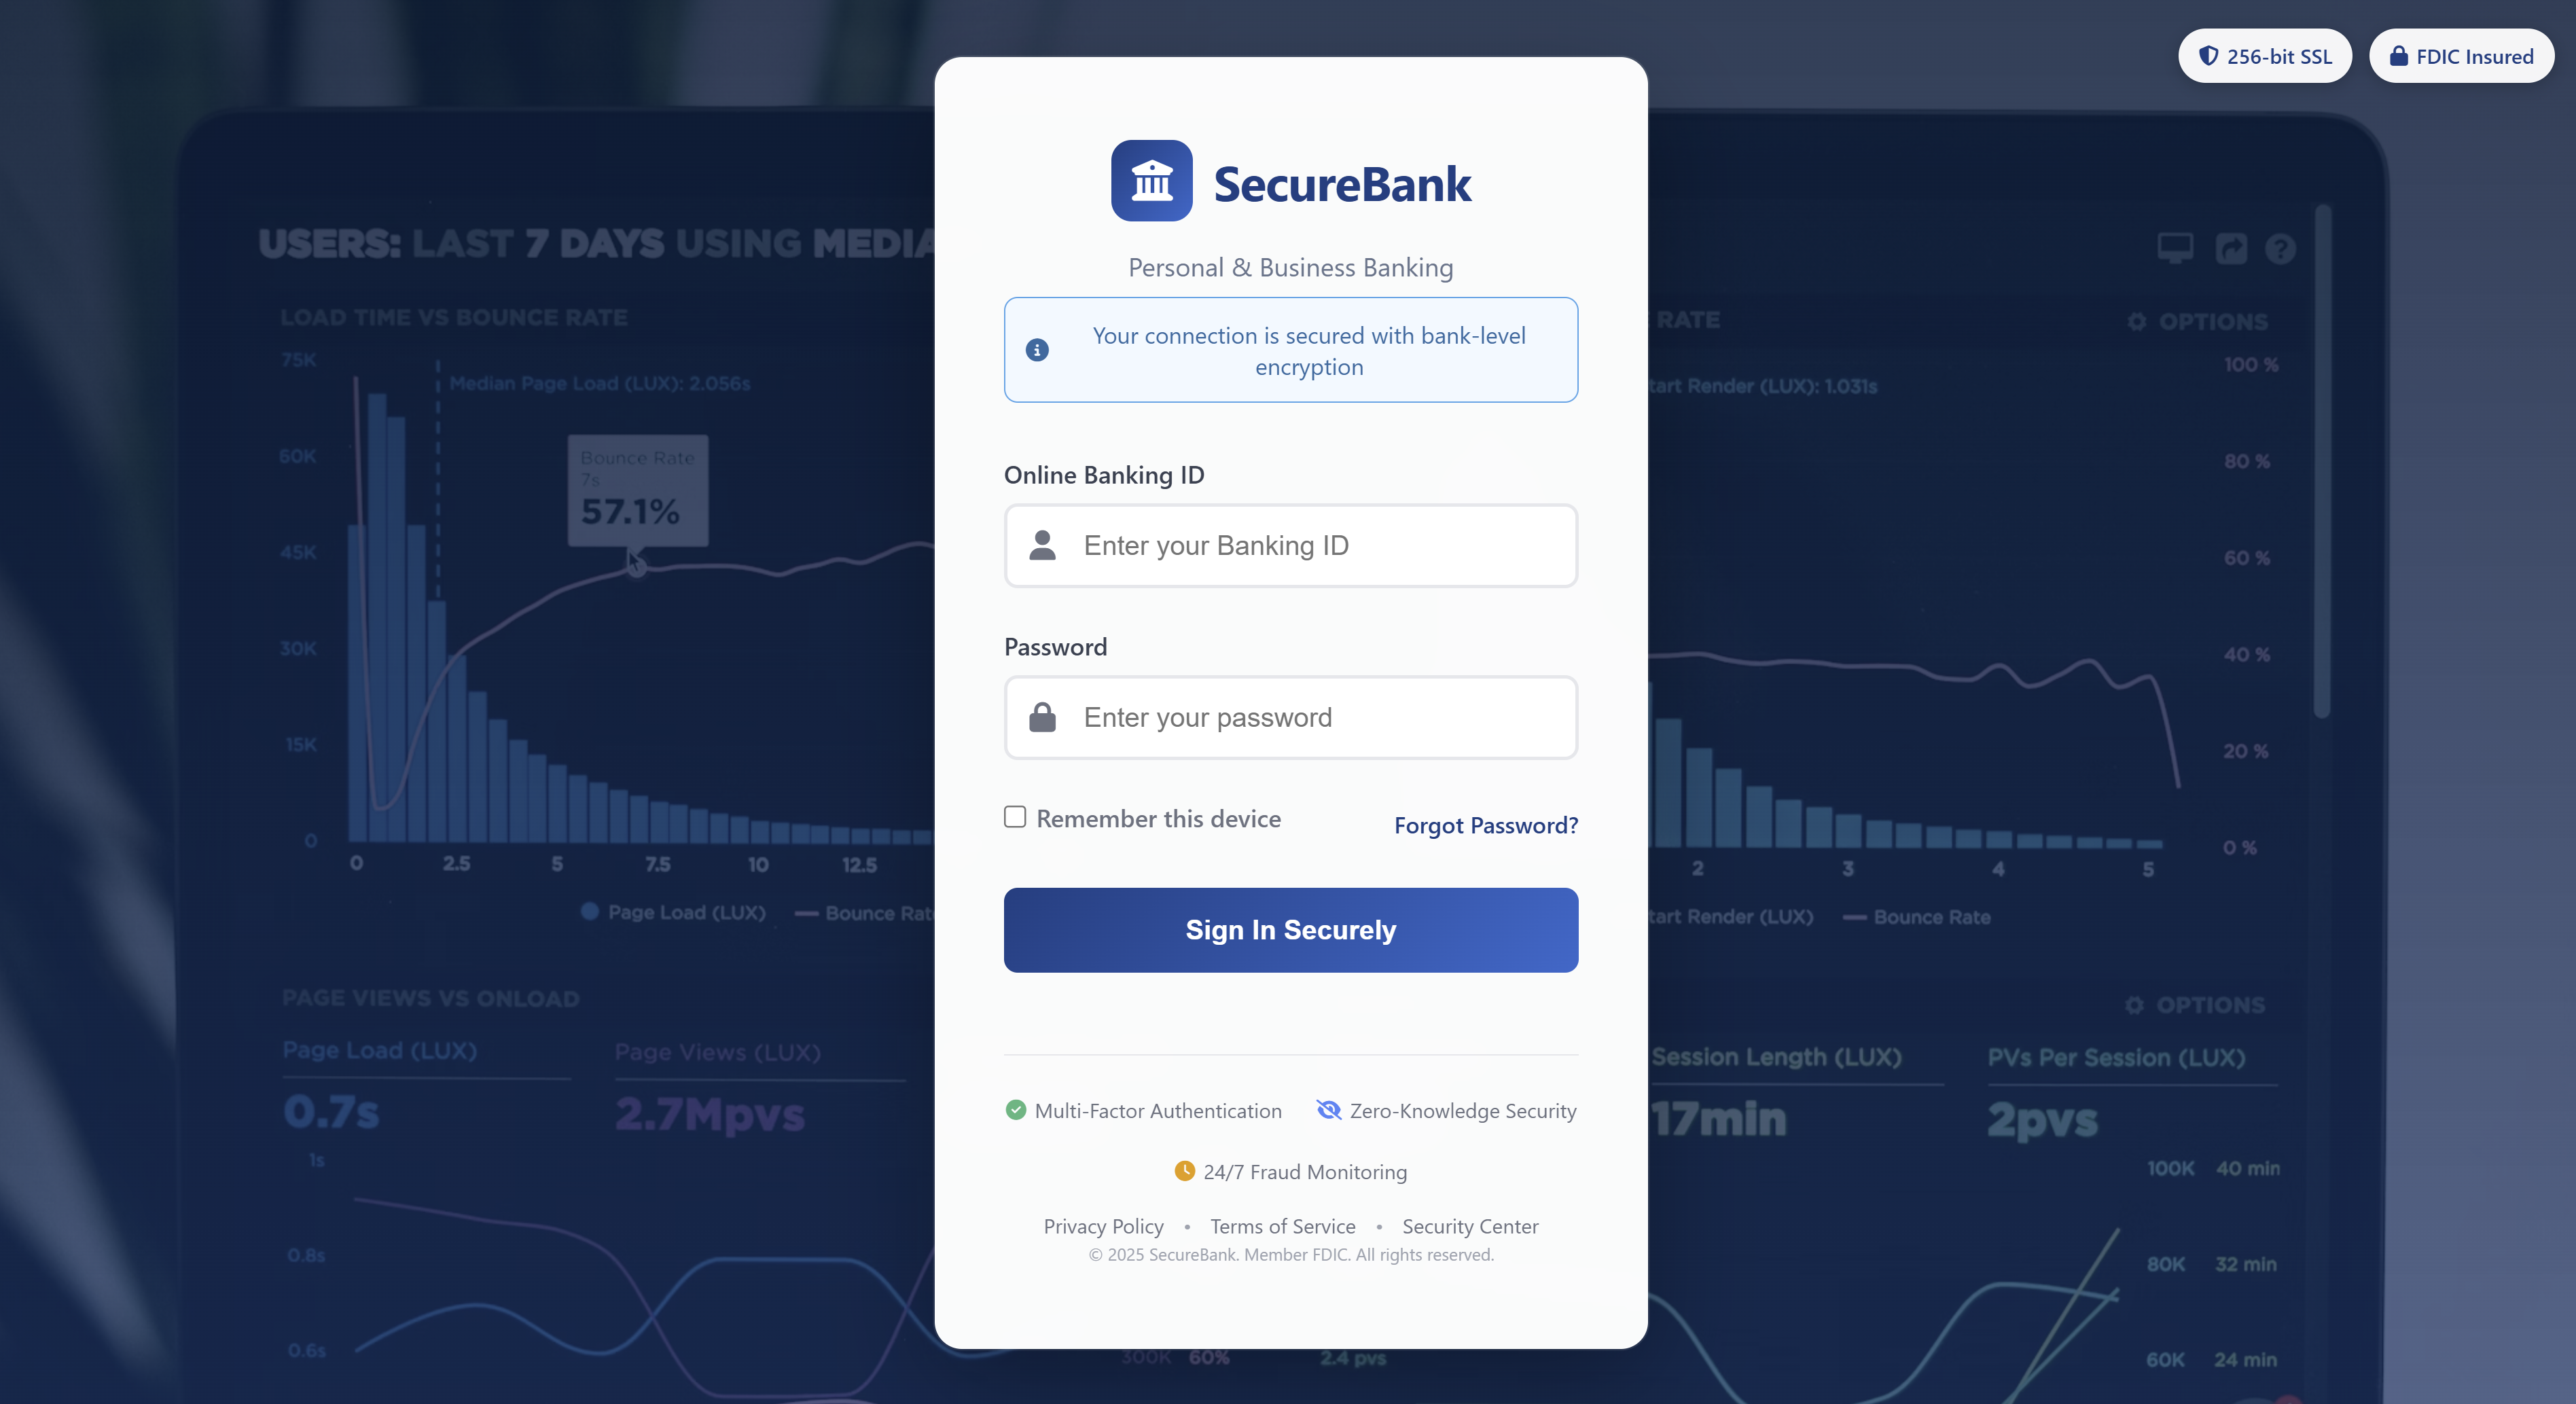 256-bit SSL
FDIC Insured
SecureBank
Personal & Business Banking
Your connection is secured with bank-level
encryption
Online Banking ID
Enter your Banking ID
Password
Enter your password
Remember this device
Forgot Password?
Sign In Securely
Multi-Factor Authentication
Zero-Knowledge Security
24/7 Fraud Monitoring
Privacy Policy • Terms of Service • Security Center
© 2025 SecureBank. Member FDIC. All rights reserved.
USERS: LAST 7 DAYS USING MEDIA
LOAD TIME VS BOUNCE RATE
75K
Median Page Load (LUX): 2.056s
60K
Bounce Rate
7s
57.1%
45K
30K
15K
0
0 2.5 5 7.5 10 12.5
Page Load (LUX) Bounce Rate
RATE
OPTIONS
100 %
tart Render (LUX): 1.031s
80 %
60 %
40 %
20 %
0 %
2 3 4 5
tart Render (LUX) Bounce Rate
PAGE VIEWS VS ONLOAD
OPTIONS
Page Load (LUX)
0.7s
Page Views (LUX)
2.7Mpvs
Session Length (LUX)
17min
PVs Per Session (LUX)
2pvs
1s
0.8s
0.6s
300K 60% 2.4 pvs
100K 40 min
80K 32 min
60K 24 min